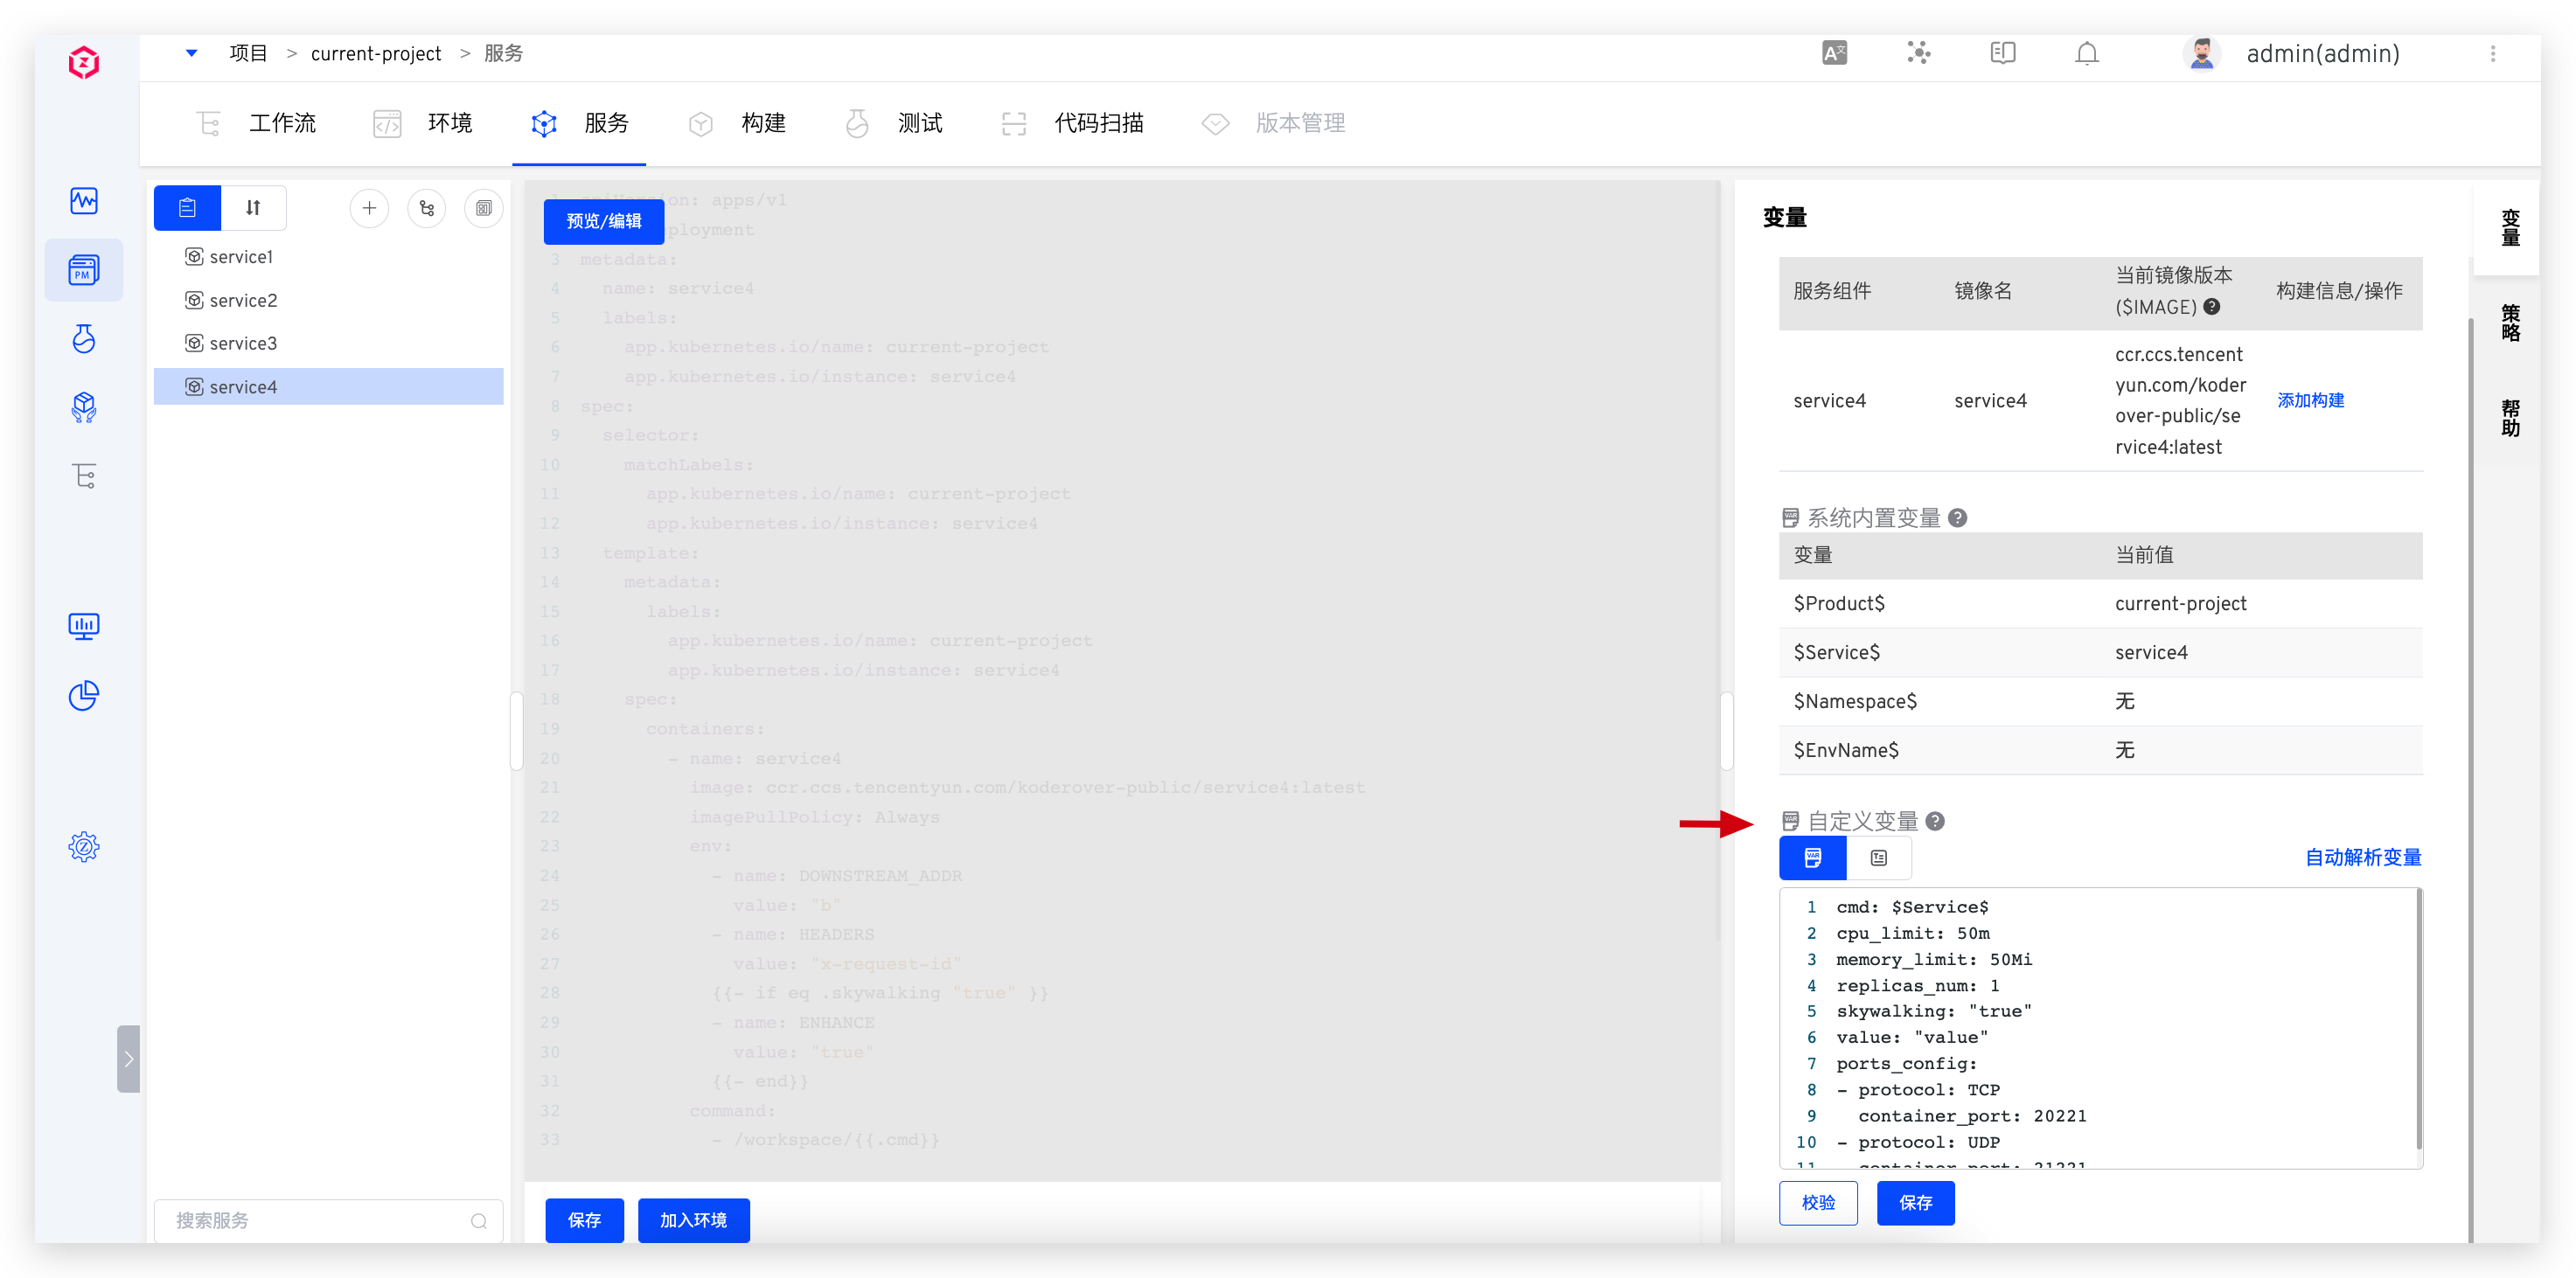 项目 > current-project > 服务
admin(admin)
工作流 环境 服务 构建 测试 代码扫描 版本管理
service1
service2
service3
service4
搜索服务
预览/编辑
apps/v1
ployment
3 metadata:
4 name: service4
5 labels:
6 app.kubernetes.io/name: current-project
7 app.kubernetes.io/instance: service4
8 spec:
9 selector:
10 matchLabels:
11 app.kubernetes.io/name: current-project
12 app.kubernetes.io/instance: service4
13 template:
14 metadata:
15 labels:
16 app.kubernetes.io/name: current-project
17 app.kubernetes.io/instance: service4
18 spec:
19 containers:
20 - name: service4
21 image: ccr.ccs.tencentyun.com/koderover-public/service4:latest
22 imagePullPolicy: Always
23 env:
24 - name: DOWNSTREAM_ADDR
25 value: "b"
26 - name: HEADERS
27 value: "x-request-id"
28 {{- if eq .skywalking "true" }}
29 - name: ENHANCE
30 value: "true"
31 {{- end}}
32 command:
33 - /workspace/{{.cmd}}
保存 加入环境
变量
服务组件 镜像名 当前镜像版本 构建信息/操作
($IMAGE)
service4 service4 ccr.ccs.tencent 添加构建
yun.com/koder
over-public/se
rvice4:latest
系统内置变量
变量 当前值
$Product$ current-project
$Service$ service4
$Namespace$ 无
$EnvName$ 无
自定义变量
自动解析变量
1 cmd: $Service$
2 cpu_limit: 50m
3 memory_limit: 50Mi
4 replicas_num: 1
5 skywalking: "true"
6 value: "value"
7 ports_config:
8 - protocol: TCP
9 container_port: 20221
10 - protocol: UDP
11 container_port: 21221
校验 保存
变量
策略
帮助